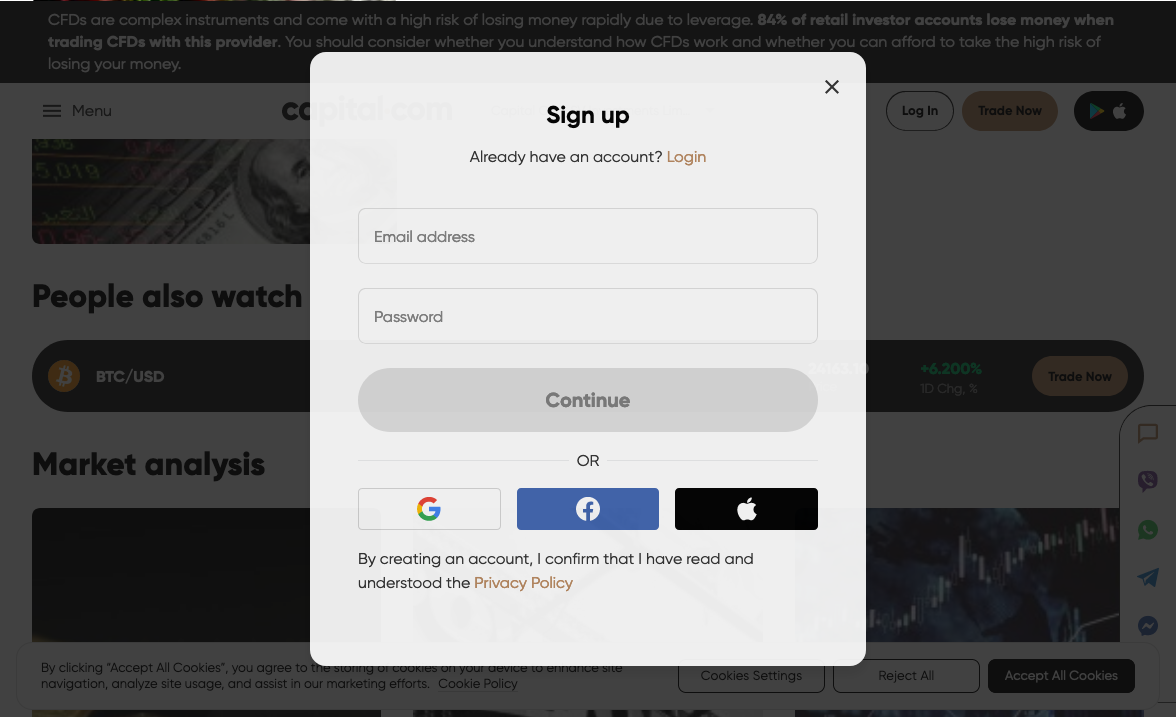 CFDs are complex instruments and come with a high risk of losing money rapidly due to leverage. 84% of retail investor accounts lose money when
trading CFDs with this provider. You should consider whether you understand how CFDs work and whether you can afford to take the high risk of
losing your money.
Menu
capital.com
Log In
Trade Now
Sign up
Already have an account? Login
Email address
Password
Continue
OR
By creating an account, I confirm that I have read and
understood the Privacy Policy
5,019
التغيير
People also watch
BTC/USD
+6.200%
1D Chg, %
Trade Now
Market analysis
By clicking “Accept All Cookies”, you agree to the storing of cookies on your device to enhance site
navigation, analyze site usage, and assist in our marketing efforts. Cookie Policy
Cookies Settings
Reject All
Accept All Cookies